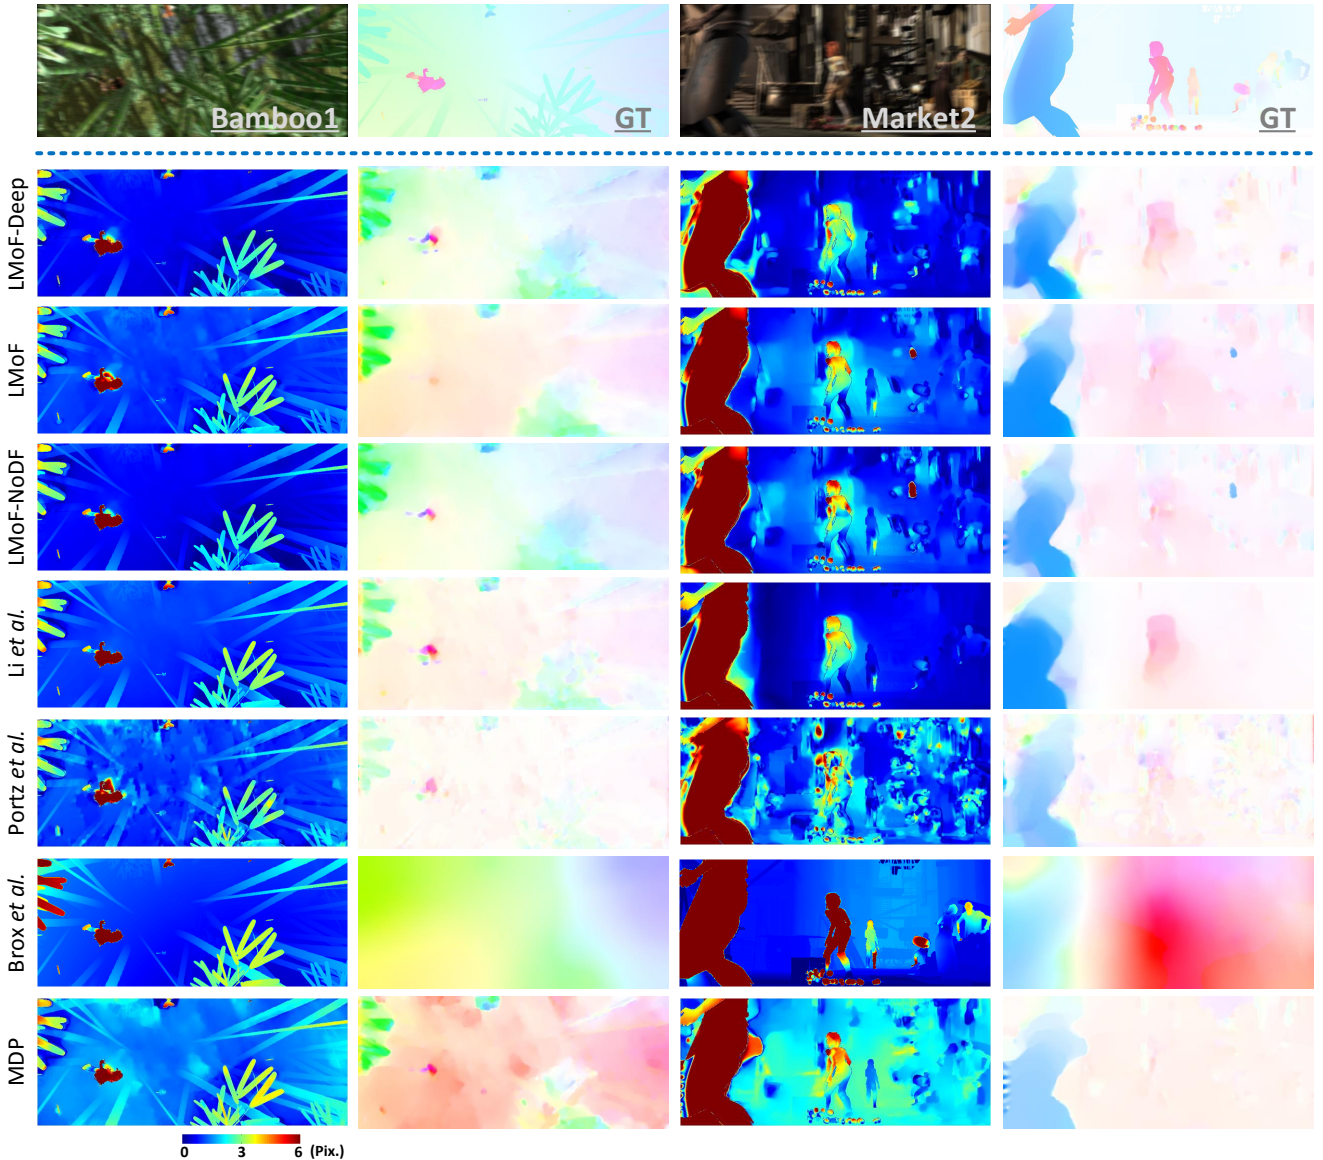 Bamboo1
GT
Market2
GT
LMoF-Deep
LMoF
LMoF-NoDF
Li et al.
Portz et al.
Brox et al.
MDP
0 3 6 (Pix.)